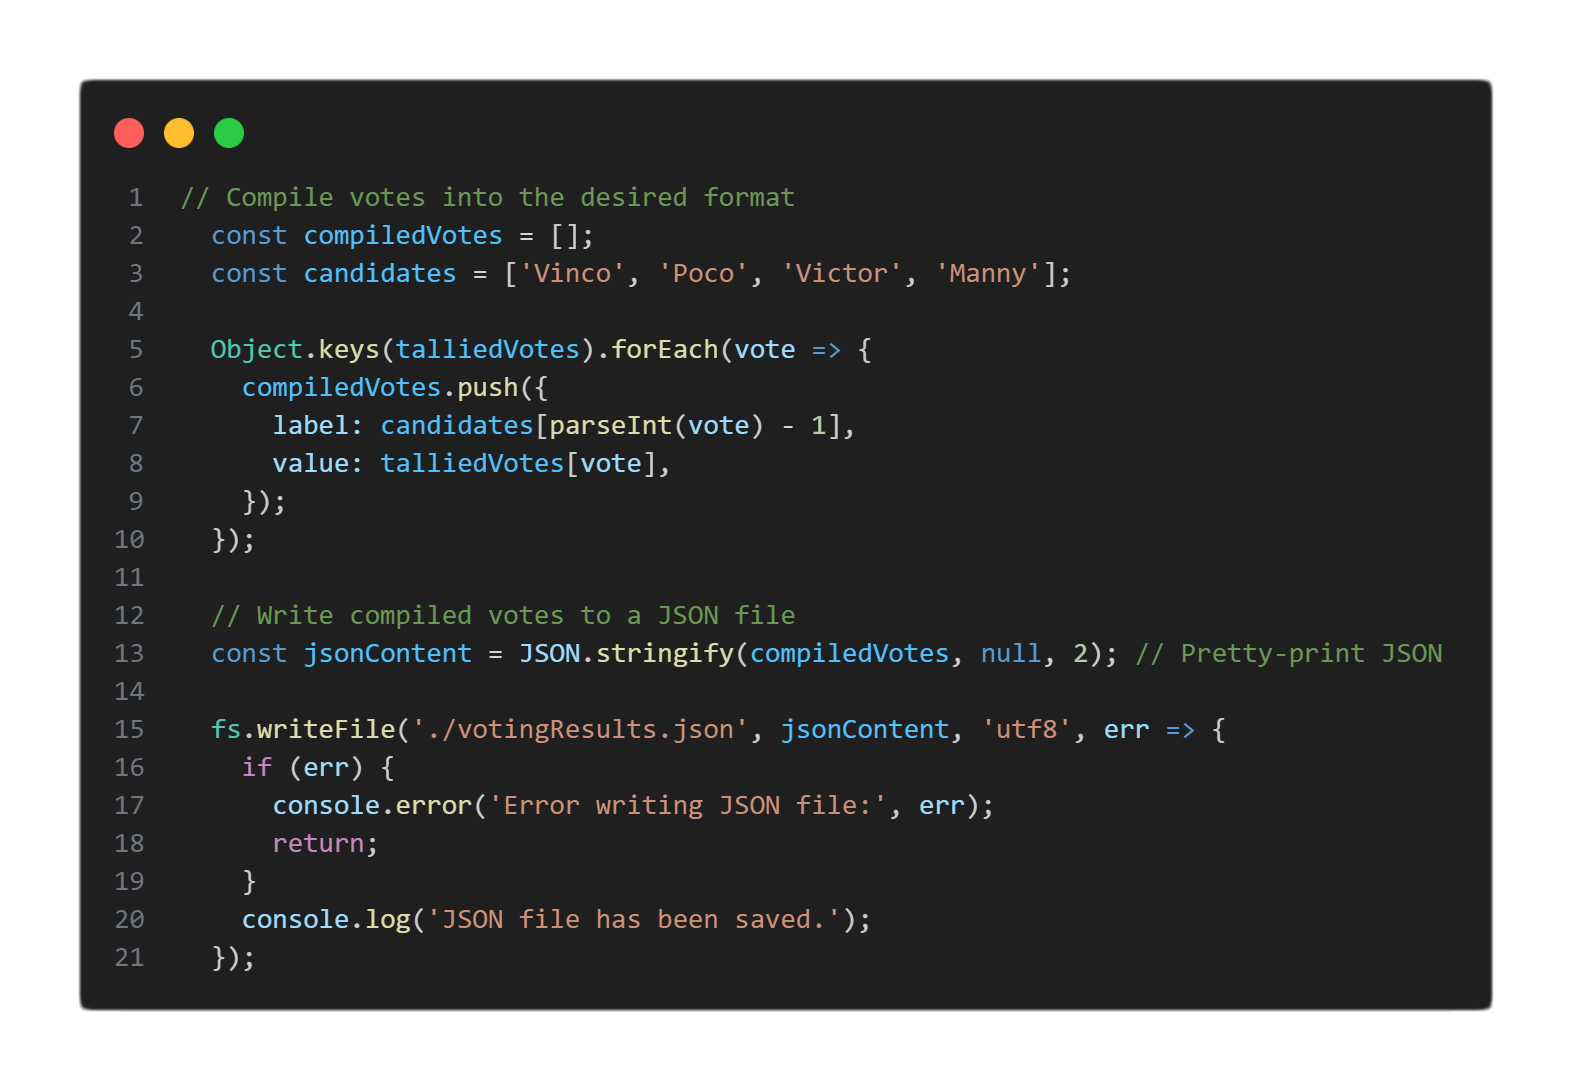 1 // Compile votes into the desired format
2   const compiledVotes = [];
3   const candidates = ['Vinco', 'Poco', 'Victor', 'Manny'];
4
5   Object.keys(talliedVotes).forEach(vote => {
6     compiledVotes.push({
7       label: candidates[parseInt(vote) - 1],
8       value: talliedVotes[vote],
9     });
10   });
11
12   // Write compiled votes to a JSON file
13   const jsonContent = JSON.stringify(compiledVotes, null, 2); // Pretty-print JSON
14
15   fs.writeFile('./votingResults.json', jsonContent, 'utf8', err => {
16     if (err) {
17       console.error('Error writing JSON file:', err);
18       return;
19     }
20     console.log('JSON file has been saved.');
21   });